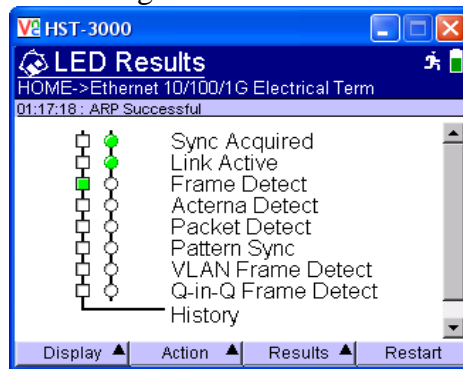 V2 HST-3000
LED Results
HOME->Ethernet 10/100/1G Electrical Term
01:17:18 : ARP Successful
Sync Acquired
Link Active
Frame Detect
Acterna Detect
Packet Detect
Pattern Sync
VLAN Frame Detect
Q-in-Q Frame Detect
History
Display Action Results Restart